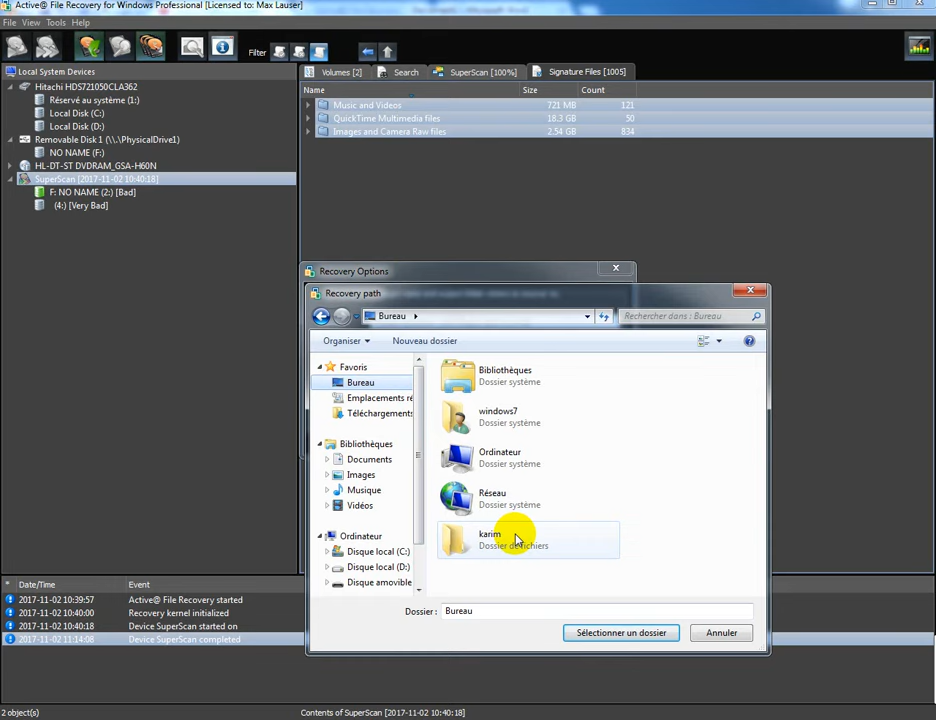 Active@ File Recovery for Windows Professional [Licensed to: Max Lauser]
File View Tools Help
Filter
Local System Devices
Hitachi HDS721050CLA362
Réservé au système (1:)
Local Disk (C:)
Local Disk (D:)
Removable Disk 1 (\\.\PhysicalDrive1)
NO NAME (F:)
HL-DT-ST DVDRAM_GSA-H60N
SuperScan [2017-11-02 10:40:18]
F: NO NAME (2:) [Bad]
(4:) [Very Bad]
Volumes [2] Search SuperScan [100%] Signature Files [1005]
Name Size Count
Music and Videos 721 MB 121
QuickTime Multimedia files 18.3 GB 50
Images and Camera Raw files 2.54 GB 834
Recovery Options
Recovery path
Bureau
Rechercher dans : Bureau
Organiser Nouveau dossier
Favoris
Bureau
Emplacements ré
Téléchargements
Bibliothèques
Documents
Images
Musique
Vidéos
Ordinateur
Disque local (C:)
Disque local (D:)
Disque amovible
Bibliothèques
Dossier système
windows7
Dossier système
Ordinateur
Dossier système
Réseau
Dossier système
karim
Dossier de fichiers
Dossier : Bureau
Sélectionner un dossier Annuler
* Date/Time Event
2017-11-02 10:39:57 Active@ File Recovery started
2017-11-02 10:40:00 Recovery kernel initialized
2017-11-02 10:40:18 Device SuperScan started on
2017-11-02 11:14:08 Device SuperScan completed
2 object(s) Contents of SuperScan [2017-11-02 10:40:18]